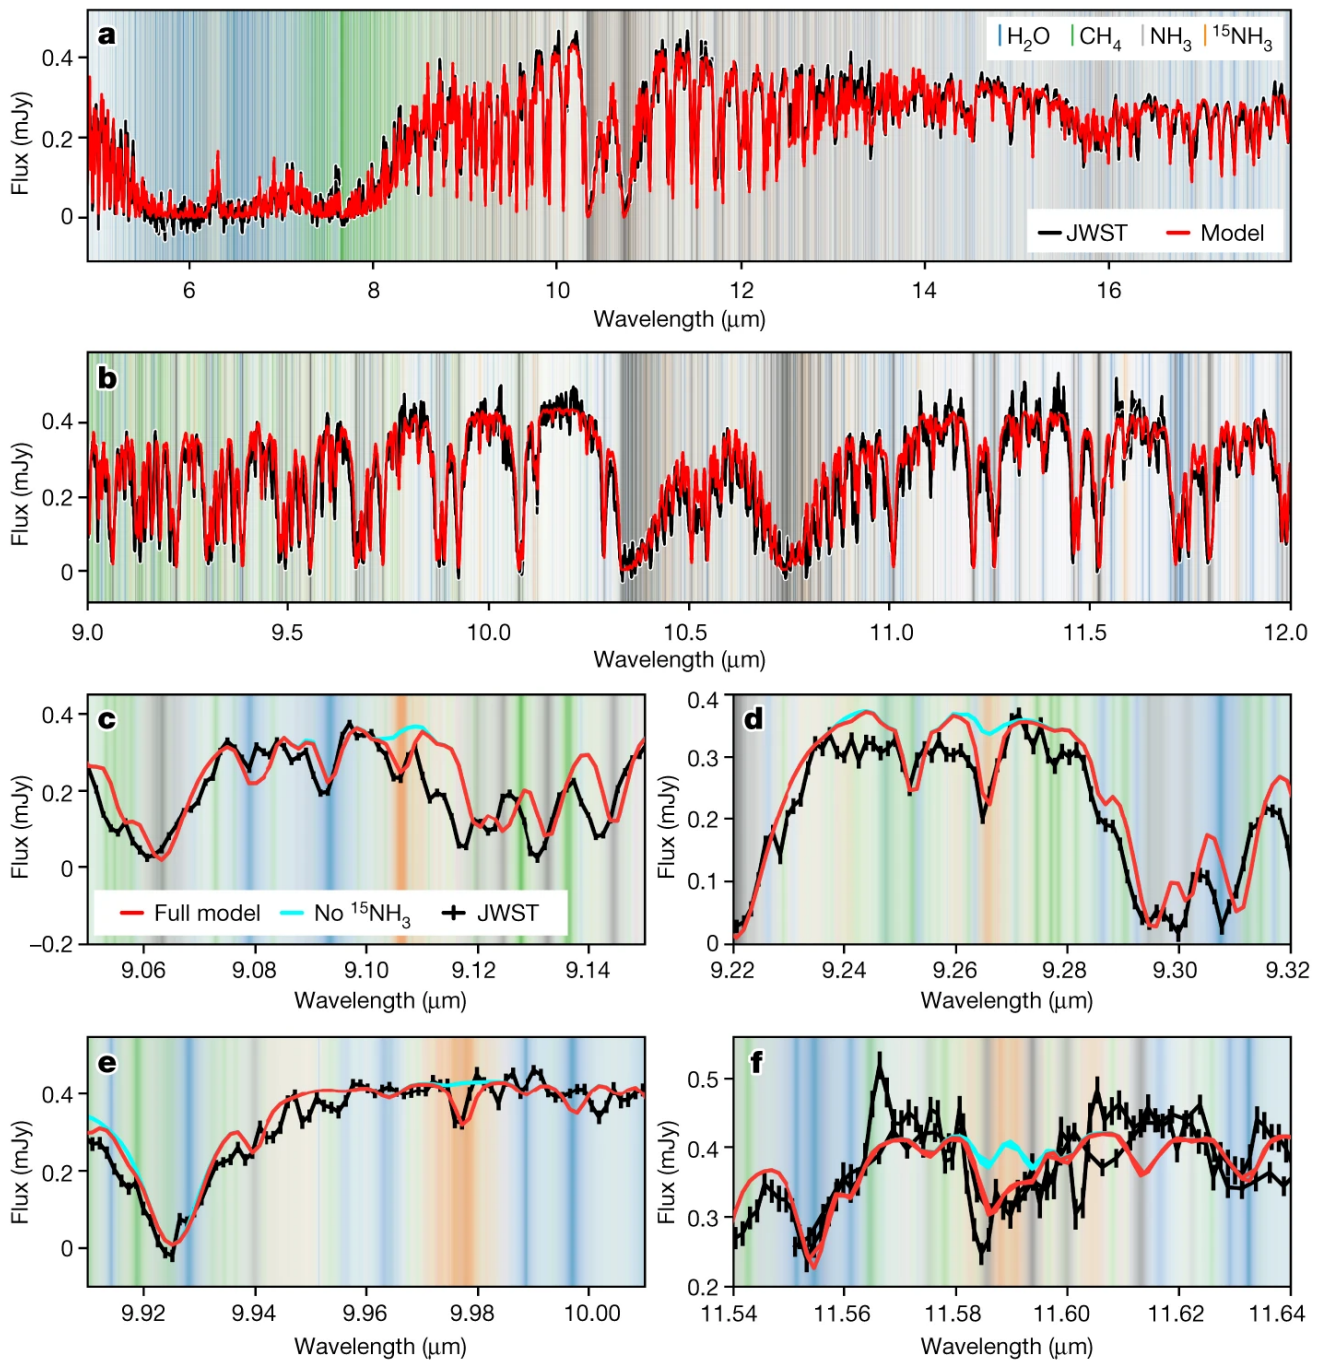 a
H₂O CH₄ NH₃ ¹⁵NH₃
Flux (mJy)
0.4
0.2
0
JWST Model
6 8 10 12 14 16
Wavelength (μm)
b
Flux (mJy)
0.4
0.2
0
9.0 9.5 10.0 10.5 11.0 11.5 12.0
Wavelength (μm)
c
Flux (mJy)
0.4
0.2
0
–0.2
Full model No ¹⁵NH₃ JWST
9.06 9.08 9.10 9.12 9.14
Wavelength (μm)
d
Flux (mJy)
0.4
0.3
0.2
0.1
0
9.22 9.24 9.26 9.28 9.30 9.32
Wavelength (μm)
e
Flux (mJy)
0.4
0.2
0
9.92 9.94 9.96 9.98 10.00
Wavelength (μm)
f
Flux (mJy)
0.5
0.4
0.3
0.2
11.54 11.56 11.58 11.60 11.62 11.64
Wavelength (μm)